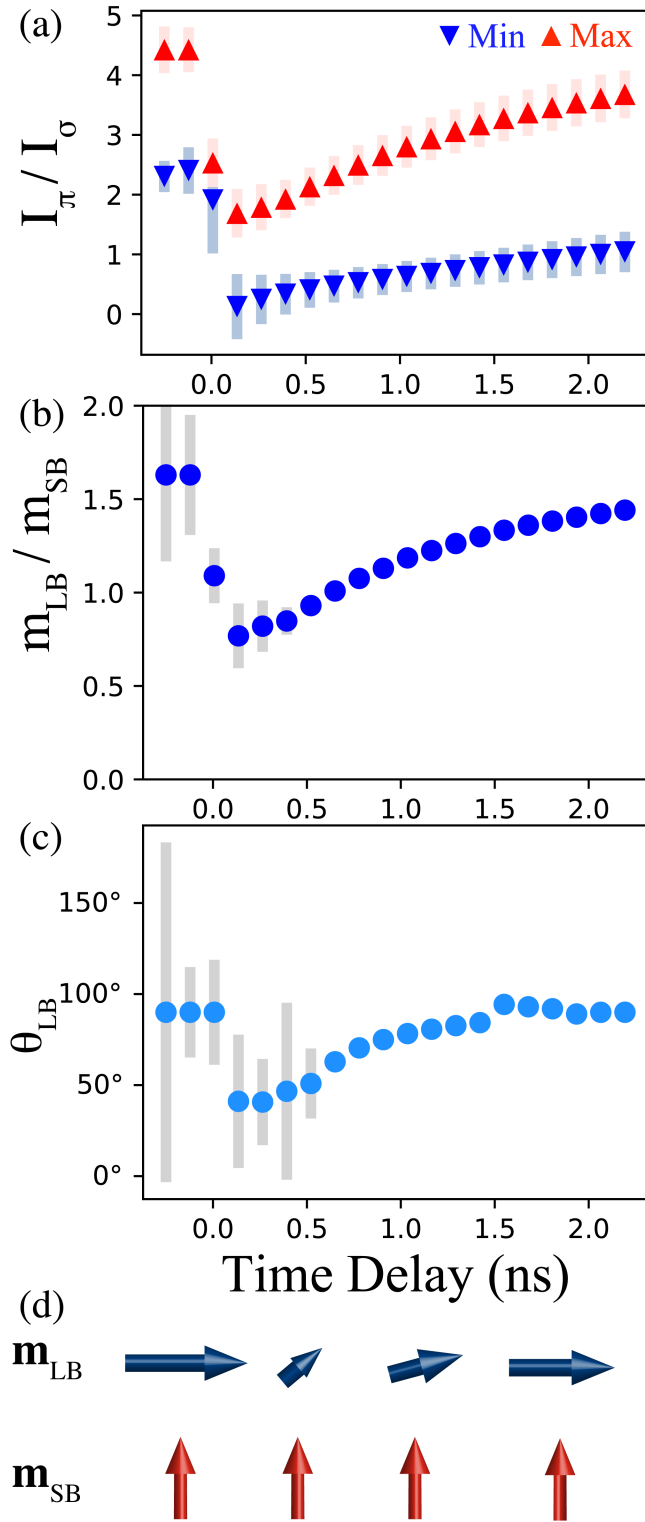 (a)
5
Min Max
4
3
2
1
0
I_π / I_σ
0.0 0.5 1.0 1.5 2.0
(b)
2.0
1.5
1.0
0.5
0.0
m_LB / m_SB
0.0 0.5 1.0 1.5 2.0
(c)
150°
100°
50°
0°
θ_LB
0.0 0.5 1.0 1.5 2.0
Time Delay (ns)
(d)
m_LB
m_SB